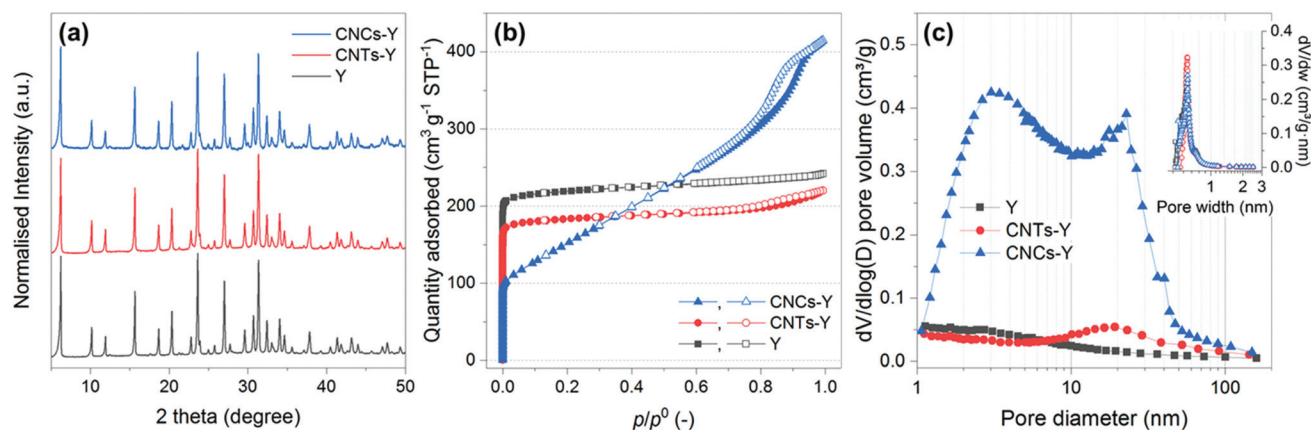 (a)
CNCs-Y
CNTs-Y
Y
Normalised Intensity (a.u.)
10 20 30 40 50
2 theta (degree)
(b)
400
300
200
100
0
Quantity adsorbed (cm³ g⁻¹ STP⁻¹)
, CNCs-Y
, CNTs-Y
, Y
0.0 0.2 0.4 0.6 0.8 1.0
p/p⁰ (-)
(c)
0.5
0.4
0.3
0.2
0.1
0.0
dV/dlog(D) pore volume (cm³/g)
0.4
0.3
0.2
0.1
0.0
dV/dw (cm³/g·nm)
1 2 3
Pore width (nm)
Y
CNTs-Y
CNCs-Y
1 10 100
Pore diameter (nm)